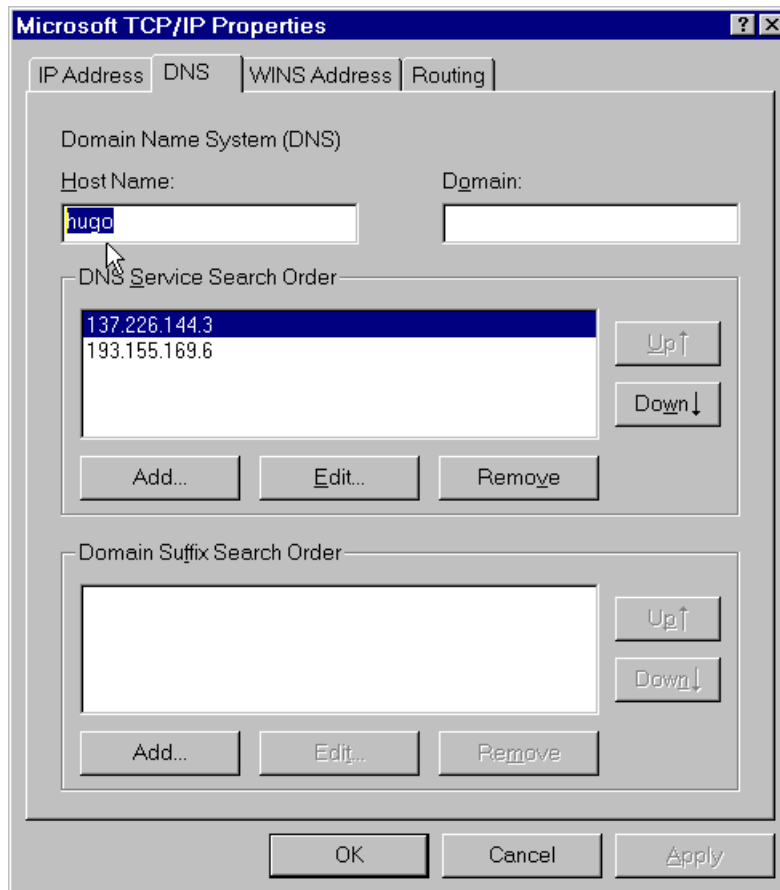 Microsoft TCP/IP Properties
IP Address DNS WINS Address Routing
Domain Name System (DNS)
Host Name: Domain:
hugo
DNS Service Search Order
137.226.144.3
193.155.169.6
Up↑
Down↓
Add... Edit... Remove
Domain Suffix Search Order
Up↑
Down↓
Add... Edit... Remove
OK Cancel Apply